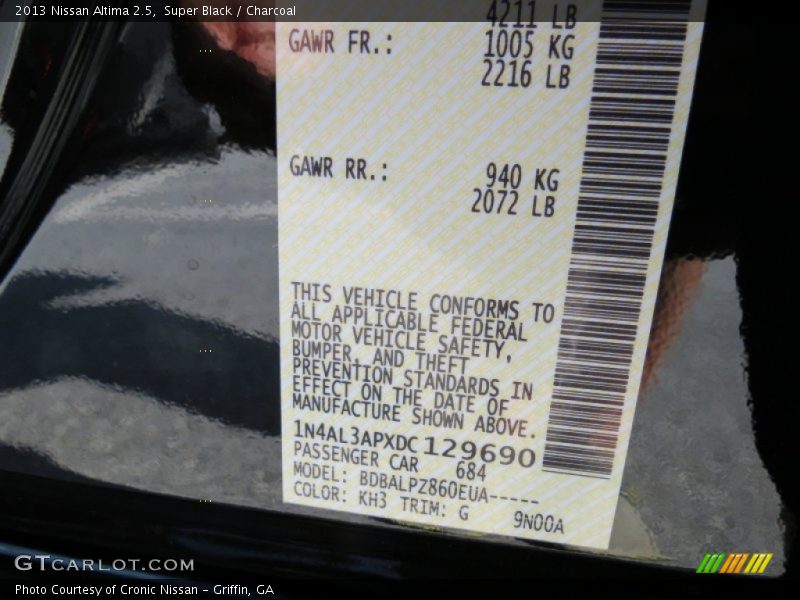 2013 Nissan Altima 2.5,  Super Black / Charcoal
4211 LB
GAWR FR.: 1005 KG
2216 LB
GAWR RR.: 940 KG
2072 LB
THIS VEHICLE CONFORMS TO
ALL APPLICABLE FEDERAL
MOTOR VEHICLE SAFETY,
BUMPER, AND THEFT
PREVENTION STANDARDS IN
EFFECT ON THE DATE OF
MANUFACTURE SHOWN ABOVE.
1N4AL3APXDC129690
PASSENGER CAR 684
MODEL: BDBALPZ860EUA-----
COLOR: KH3 TRIM: G 9N00A
GTCARLOT.COM
Photo Courtesy of Cronic Nissan – Griffin, GA